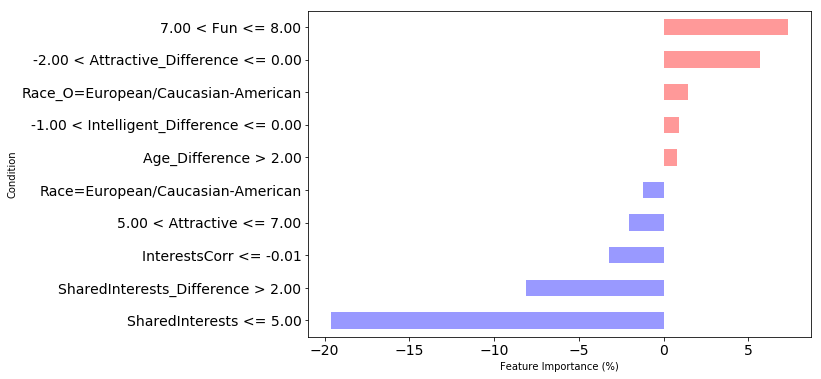 7.00 < Fun <= 8.00
-2.00 < Attractive_Difference <= 0.00
Race_O=European/Caucasian-American
-1.00 < Intelligent_Difference <= 0.00
Age_Difference > 2.00
Race=European/Caucasian-American
5.00 < Attractive <= 7.00
InterestsCorr <= -0.01
SharedInterests_Difference > 2.00
SharedInterests <= 5.00
Condition
−20 −15 −10 −5 0 5
Feature Importance (%)